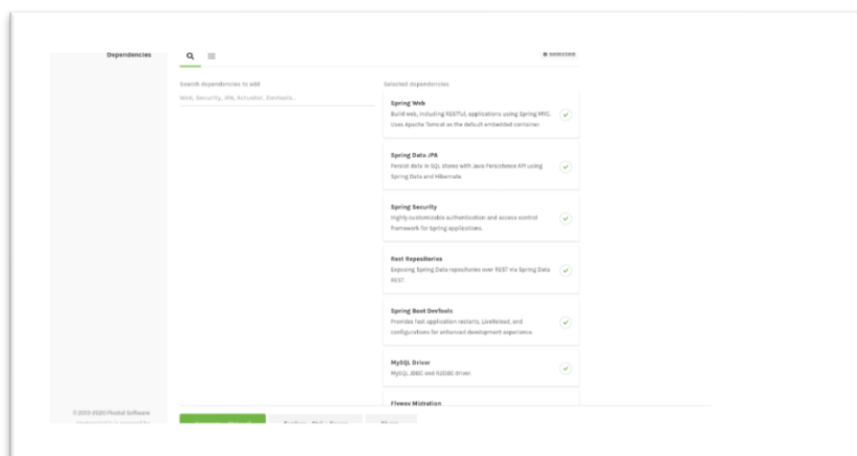 Dependencies
Search dependencies to add
Web, Security, JPA, Actuator, Devtools...
Selected dependencies
Spring Web
Build web, including RESTful, applications using Spring MVC.
Uses Apache Tomcat as the default embedded container.
Spring Data JPA
Persist data in SQL stores with Java Persistence API using
Spring Data and Hibernate.
Spring Security
Highly customizable authentication and access control
framework for Spring applications.
Rest Repositories
Exposing Spring Data repositories over REST via Spring Data
REST.
Spring Boot DevTools
Provides fast application restarts, LiveReload, and
configurations for enhanced development experience.
MySQL Driver
MySQL JDBC and R2DBC driver.
Flyway Migration
© 2013-2020 Pivotal Software